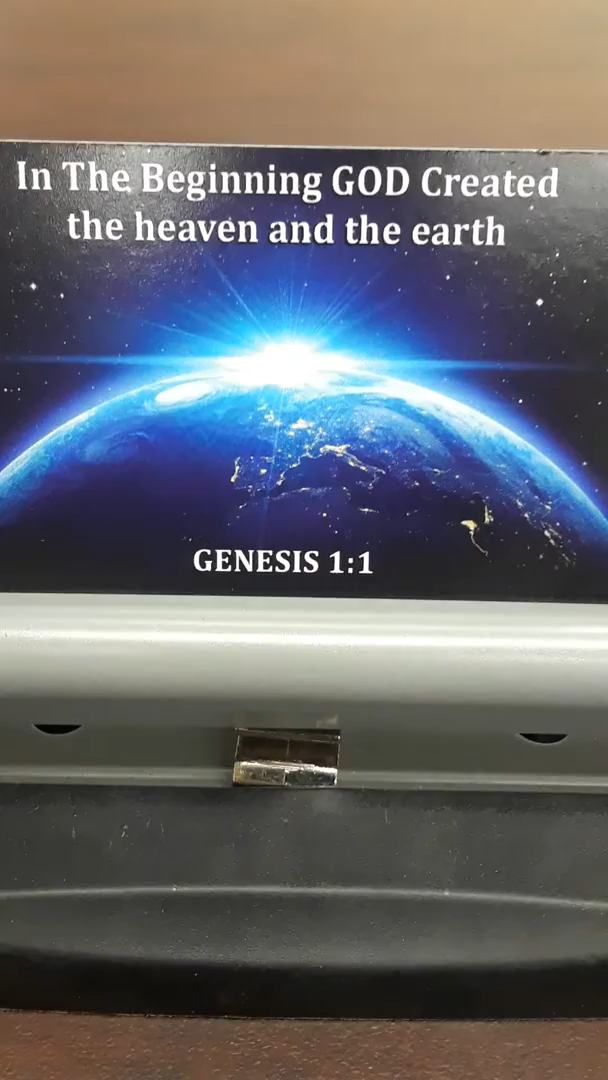 In The Beginning GOD Created
the heaven and the earth
GENESIS 1:1